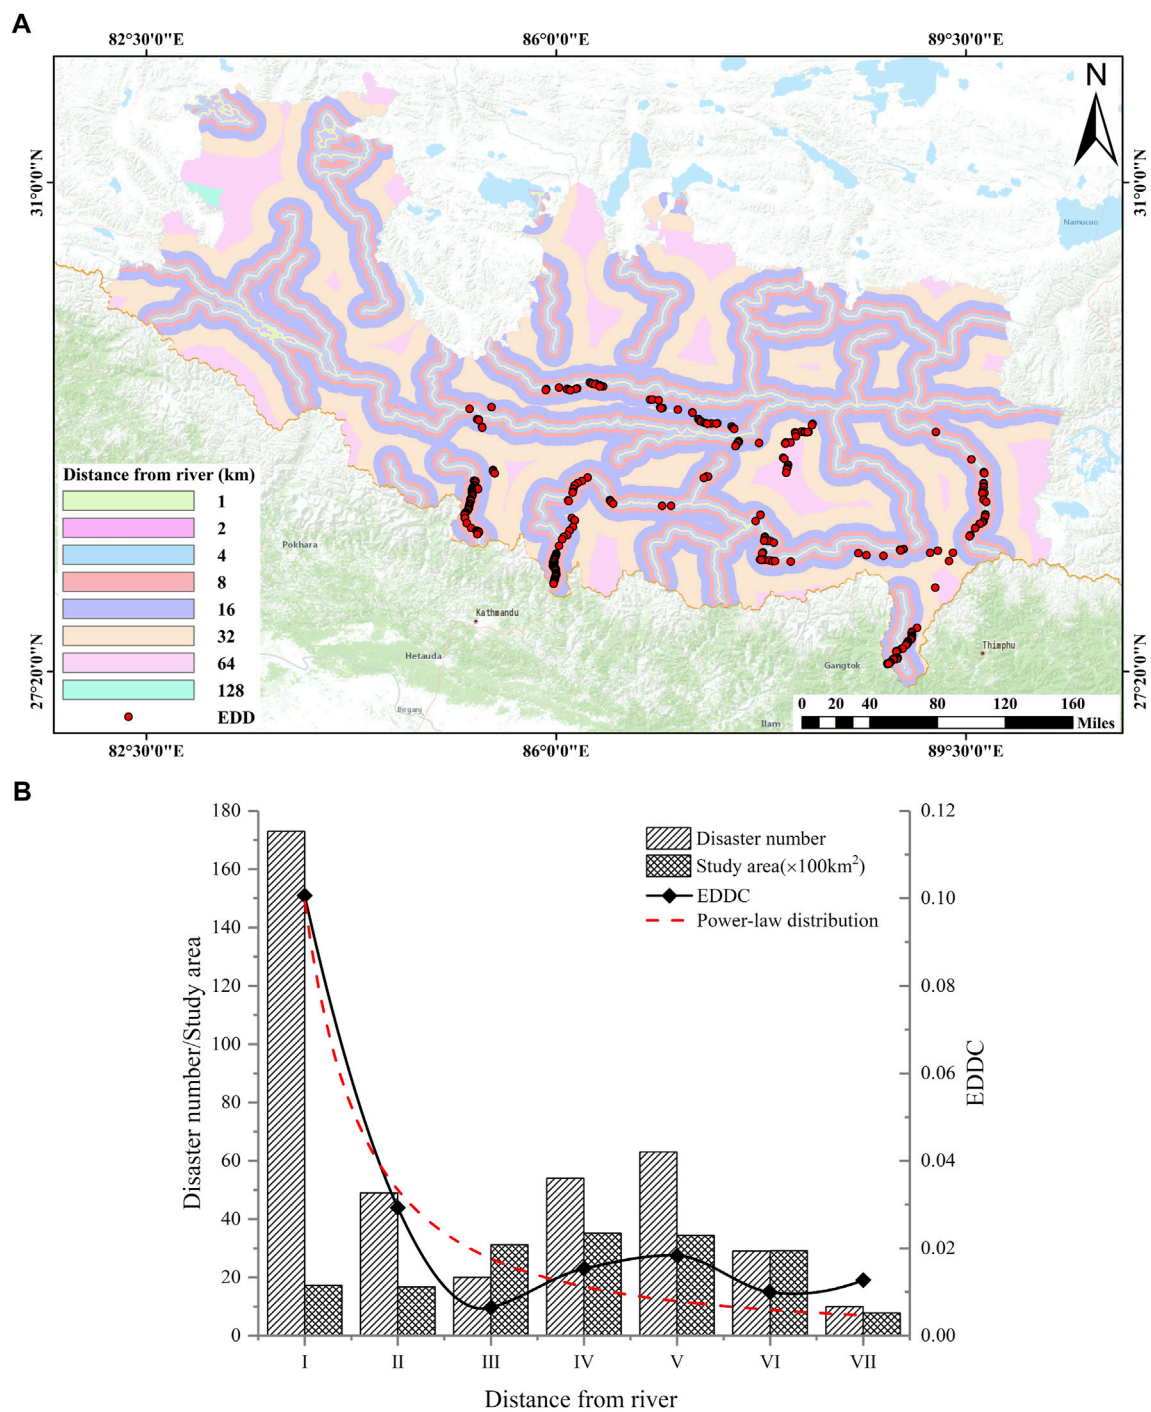 A
82°30'0"E 86°0'0"E 89°30'0"E
N
31°0'0"N 31°0'0"N
Namucuo
Distance from river (km)
1
2
4
8
16
32
64
128
EDD
Pokhara
Kathmandu
Hetauda
Birganj
Thimphu
Gangtok
Ilam
27°20'0"N 27°20'0"N
0 20 40 80 120 160
Miles
82°30'0"E 86°0'0"E 89°30'0"E
B
180 0.12
160
0.10
140
120
0.08
100
0.06
80
60 0.04
40
0.02
20
0 0.00
Disaster number/Study area
EDDC
Disaster number
Study area(×100km²)
EDDC
Power-law distribution
I II III IV V VI VII
Distance from river